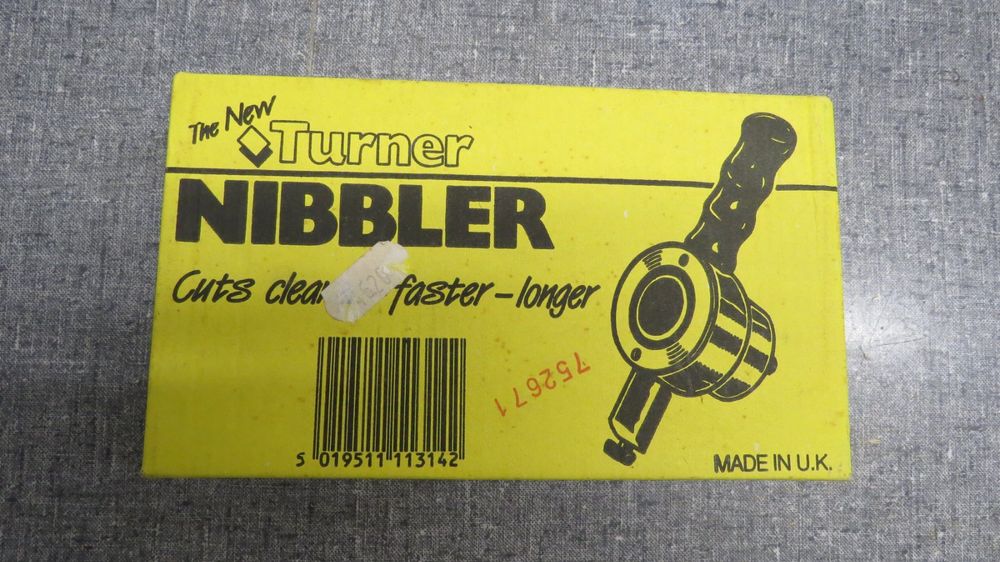 The New
Turner
NIBBLER
Cuts faster - longer
752671
5 019511 113142
MADE IN U.K.